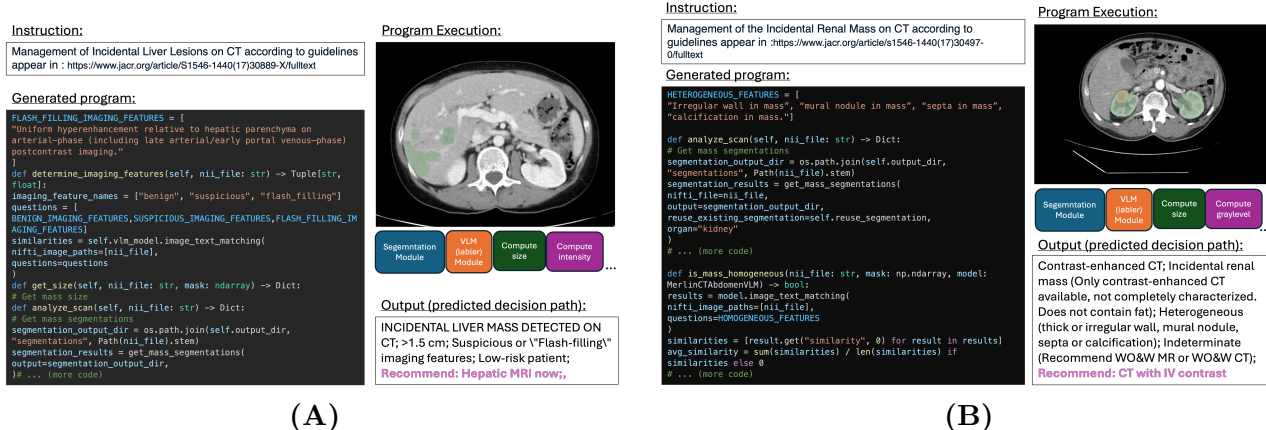 Instruction:
Management of Incidental Liver Lesions on CT according to guidelines
appear in : https://www.jacr.org/article/S1546-1440(17)30889-X/fulltext
Generated program:
FLASH_FILLING_IMAGING_FEATURES = [
"Uniform hyperenhancement relative to hepatic parenchyma on
arterial-phase (including late arterial/early portal venous-phase)
postcontrast imaging."
]
def determine_imaging_features(self, nii_file: str) -> Tuple[str,
float]:
imaging_feature_names = ["benign", "suspicious", "flash_filling"]
questions = [
BENIGN_IMAGING_FEATURES,SUSPICIOUS_IMAGING_FEATURES,FLASH_FILLING_IM
AGING_FEATURES]
similarities = self.vlm_model.image_text_matching(
nifti_image_paths=[nii_file],
questions=questions
)
def get_size(self, nii_file: str, mask: ndarray) -> Dict:
# Get mass size
def analyze_scan(self, nii_file: str) -> Dict:
# Get mass segmentations
segmentation_output_dir = os.path.join(self.output_dir,
"segmentations", Path(nii_file).stem)
segmentation_results = get_mass_segmentations(
output=segmentation_output_dir,
)# ... (more code)
Program Execution:
Segemntation
Module
VLM
(labler)
Module
Compute
size
Compute
intensity
...
Output (predicted decision path):
INCIDENTAL LIVER MASS DETECTED ON
CT; >1.5 cm; Suspicious or \"Flash-filling\"
imaging features; Low-risk patient;
Recommend: Hepatic MRI now;,
(A)
Instruction:
Management of the Incidental Renal Mass on CT according to
guidelines appear in :https://www.jacr.org/article/s1546-1440(17)30497-
0/fulltext
Generated program:
HETEROGENEOUS_FEATURES = [
"Irregular wall in mass", "mural nodule in mass", "septa in mass",
"calcification in mass."]
def analyze_scan(self, nii_file: str) -> Dict:
# Get mass segmentations
segmentation_output_dir = os.path.join(self.output_dir,
"segmentations", Path(nii_file).stem)
segmentation_results = get_mass_segmentations(
nifti_file=nii_file,
output=segmentation_output_dir,
reuse_existing_segmentation=self.reuse_segmentation,
organ="kidney"
)
# ... (more code)
def is_mass_homogeneous(nii_file: str, mask: np.ndarray, model:
MerlinCTAbdomenVLM) -> bool:
results = model.image_text_matching(
nifti_image_paths=[nii_file],
questions=HOMOGENEOUS_FEATURES
)
similarities = [result.get("similarity", 0) for result in results]
avg_similarity = sum(similarities) / len(similarities) if
similarities else 0
# ... (more code)
Program Execution:
Segmentation
Module
VLM
(labler)
Module
Compute
size
Compute
graylevel
...
Output (predicted decision path):
Contrast-enhanced CT; Incidental renal
mass (Only contrast-enhanced CT
available, not completely characterized.
Does not contain fat); Heterogeneous
(thick or irregular wall, mural nodule,
septa or calcification); Indeterminate
(Recommend WO&W MR or WO&W CT);
Recommend: CT with IV contrast
(B)